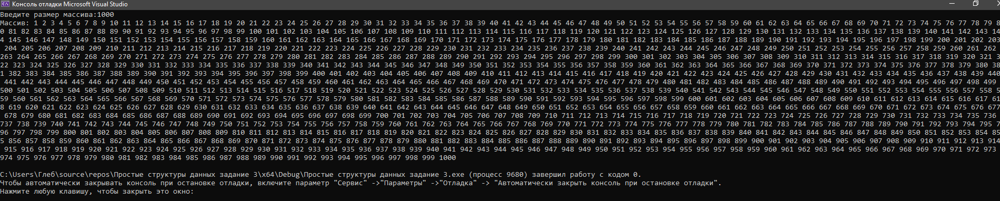 Консоль отладки Microsoft Visual Studio
Введите размер массива:1000
Массив: 1 2 3 4 5 6 7 8 9 10 11 12 13 14 15 16 17 18 19 20 21 22 23 24 25 26 27 28 29 30 31 32 33 34 35 36 37 38 39 40 41 42 43 44 45 46 47 48 49 50 51 52 53 54 55 56 57 58 59 60 61 62 63 64 65 66 67 68 69 70 71 72 73 74 75 76 77 78 79 8
0 81 82 83 84 85 86 87 88 89 90 91 92 93 94 95 96 97 98 99 100 101 102 103 104 105 106 107 108 109 110 111 112 113 114 115 116 117 118 119 120 121 122 123 124 125 126 127 128 129 130 131 132 133 134 135 136 137 138 139 140 141 142 143 14
4 145 146 147 148 149 150 151 152 153 154 155 156 157 158 159 160 161 162 163 164 165 166 167 168 169 170 171 172 173 174 175 176 177 178 179 180 181 182 183 184 185 186 187 188 189 190 191 192 193 194 195 196 197 198 199 200 201 202 203
204 205 206 207 208 209 210 211 212 213 214 215 216 217 218 219 220 221 222 223 224 225 226 227 228 229 230 231 232 233 234 235 236 237 238 239 240 241 242 243 244 245 246 247 248 249 250 251 252 253 254 255 256 257 258 259 260 261 262
263 264 265 266 267 268 269 270 271 272 273 274 275 276 277 278 279 280 281 282 283 284 285 286 287 288 289 290 291 292 293 294 295 296 297 298 299 300 301 302 303 304 305 306 307 308 309 310 311 312 313 314 315 316 317 318 319 320 321 3
22 323 324 325 326 327 328 329 330 331 332 333 334 335 336 337 338 339 340 341 342 343 344 345 346 347 348 349 350 351 352 353 354 355 356 357 358 359 360 361 362 363 364 365 366 367 368 369 370 371 372 373 374 375 376 377 378 379 380 38
1 382 383 384 385 386 387 388 389 390 391 392 393 394 395 396 397 398 399 400 401 402 403 404 405 406 407 408 409 410 411 412 413 414 415 416 417 418 419 420 421 422 423 424 425 426 427 428 429 430 431 432 433 434 435 436 437 438 439 440
441 442 443 444 445 446 447 448 449 450 451 452 453 454 455 456 457 458 459 460 461 462 463 464 465 466 467 468 469 470 471 472 473 474 475 476 477 478 479 480 481 482 483 484 485 486 487 488 489 490 491 492 493 494 495 496 497 498 499
500 501 502 503 504 505 506 507 508 509 510 511 512 513 514 515 516 517 518 519 520 521 522 523 524 525 526 527 528 529 530 531 532 533 534 535 536 537 538 539 540 541 542 543 544 545 546 547 548 549 550 551 552 553 554 555 556 557 558 5
59 560 561 562 563 564 565 566 567 568 569 570 571 572 573 574 575 576 577 578 579 580 581 582 583 584 585 586 587 588 589 590 591 592 593 594 595 596 597 598 599 600 601 602 603 604 605 606 607 608 609 610 611 612 613 614 615 616 617 61
8 619 620 621 622 623 624 625 626 627 628 629 630 631 632 633 634 635 636 637 638 639 640 641 642 643 644 645 646 647 648 649 650 651 652 653 654 655 656 657 658 659 660 661 662 663 664 665 666 667 668 669 670 671 672 673 674 675 676 677
678 679 680 681 682 683 684 685 686 687 688 689 690 691 692 693 694 695 696 697 698 699 700 701 702 703 704 705 706 707 708 709 710 711 712 713 714 715 716 717 718 719 720 721 722 723 724 725 726 727 728 729 730 731 732 733 734 735 736
737 738 739 740 741 742 743 744 745 746 747 748 749 750 751 752 753 754 755 756 757 758 759 760 761 762 763 764 765 766 767 768 769 770 771 772 773 774 775 776 777 778 779 780 781 782 783 784 785 786 787 788 789 790 791 792 793 794 795 7
96 797 798 799 800 801 802 803 804 805 806 807 808 809 810 811 812 813 814 815 816 817 818 819 820 821 822 823 824 825 826 827 828 829 830 831 832 833 834 835 836 837 838 839 840 841 842 843 844 845 846 847 848 849 850 851 852 853 854 85
5 856 857 858 859 860 861 862 863 864 865 866 867 868 869 870 871 872 873 874 875 876 877 878 879 880 881 882 883 884 885 886 887 888 889 890 891 892 893 894 895 896 897 898 899 900 901 902 903 904 905 906 907 908 909 910 911 912 913 914
915 916 917 918 919 920 921 922 923 924 925 926 927 928 929 930 931 932 933 934 935 936 937 938 939 940 941 942 943 944 945 946 947 948 949 950 951 952 953 954 955 956 957 958 959 960 961 962 963 964 965 966 967 968 969 970 971 972 973
974 975 976 977 978 979 980 981 982 983 984 985 986 987 988 989 990 991 992 993 994 995 996 997 998 999 1000
C:\Users\Глеб\source\repos\Простые структуры данных задание 3\x64\Debug\Простые структуры данных задание 3.exe (процесс 9680) завершил работу с кодом 0.
Чтобы автоматически закрывать консоль при остановке отладки, включите параметр "Сервис" ->"Параметры" ->"Отладка" -> "Автоматически закрыть консоль при остановке отладки".
Нажмите любую клавишу, чтобы закрыть это окно: